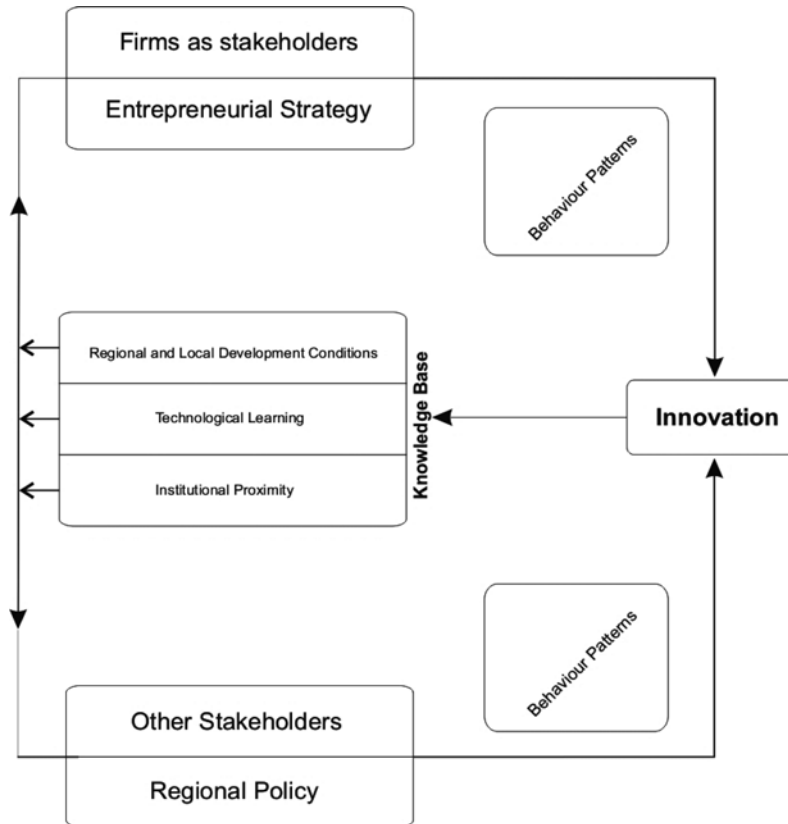 Firms as stakeholders
Entrepreneurial Strategy
Behaviour Patterns
Regional and Local Development Conditions
Technological Learning
Institutional Proximity
Knowledge Base
Innovation
Behaviour Patterns
Other Stakeholders
Regional Policy